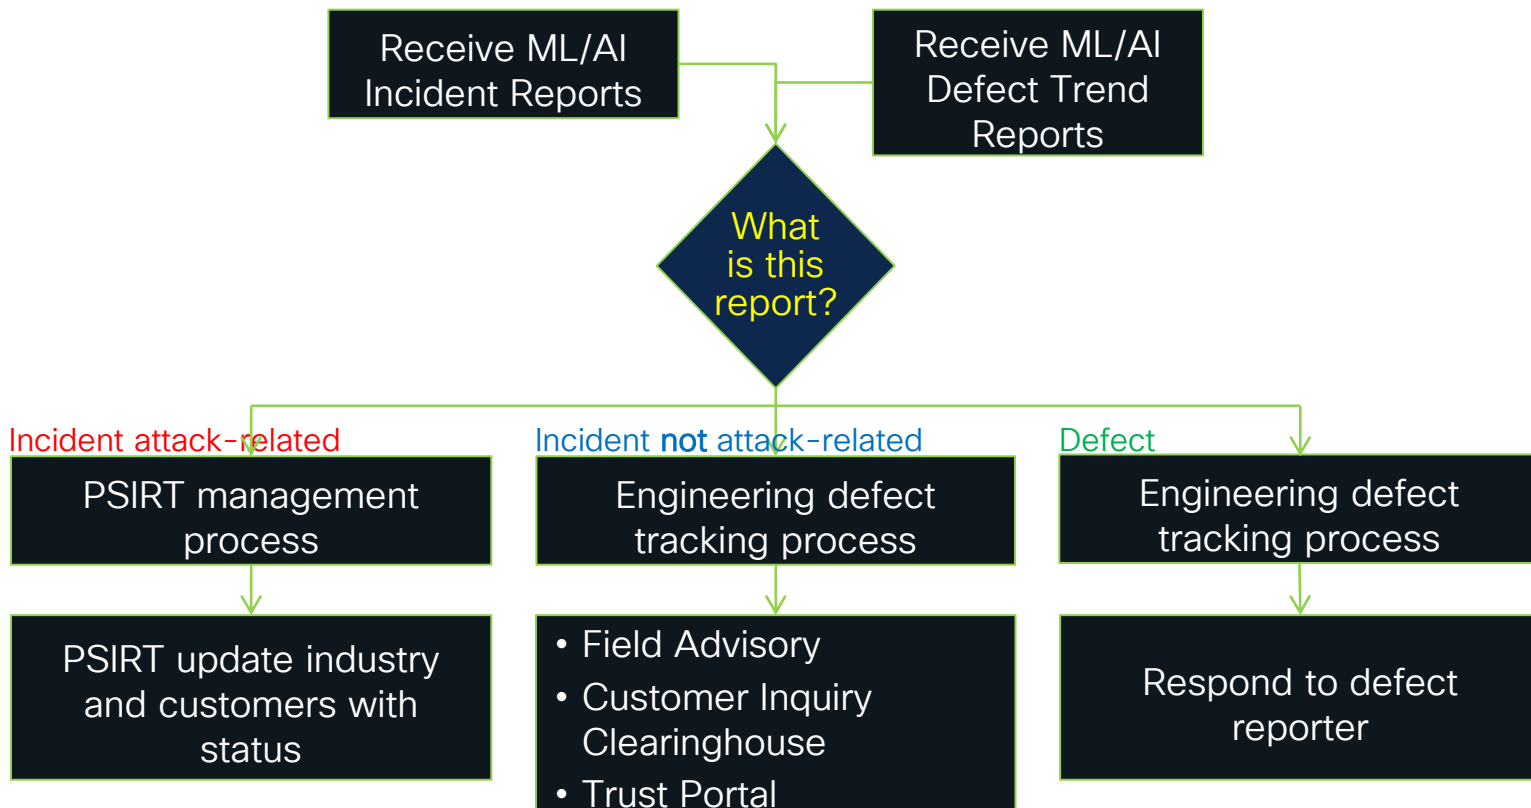 Receive ML/AI
Incident Reports
Receive ML/AI
Defect Trend
Reports
What
is this
report?
Incident attack-related
Incident not attack-related
Defect
PSIRT management
process
Engineering defect
tracking process
Engineering defect
tracking process
PSIRT update industry
and customers with
status
• Field Advisory
• Customer Inquiry
Clearinghouse
• Trust Portal
Respond to defect
reporter